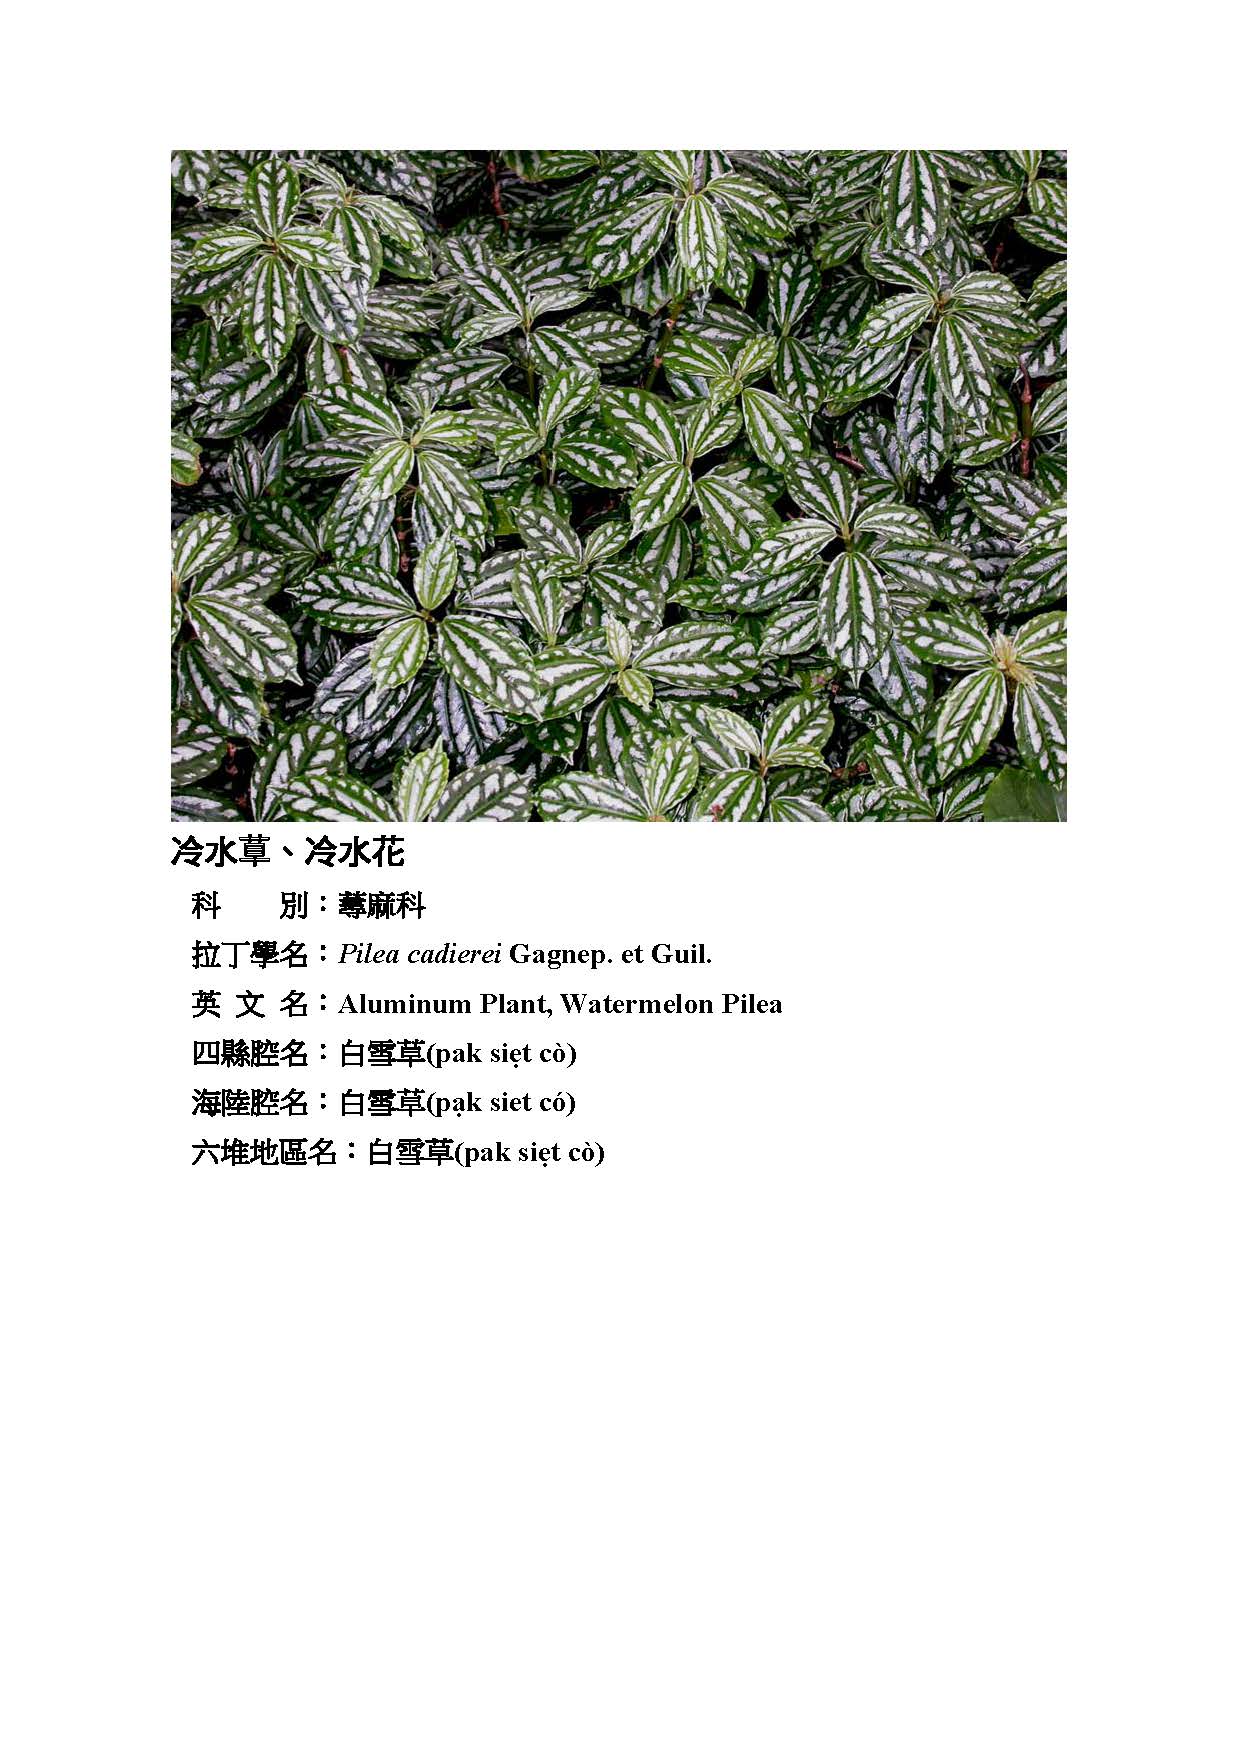 冷水草、冷水花
科　　別：蕁麻科
拉丁學名：Pilea cadierei Gagnep. et Guil.
英 文 名：Aluminum Plant, Watermelon Pilea
四縣腔名：白雪草(pak siẹt cò)
海陸腔名：白雪草(pạk siet có)
六堆地區名：白雪草(pak siẹt cò)